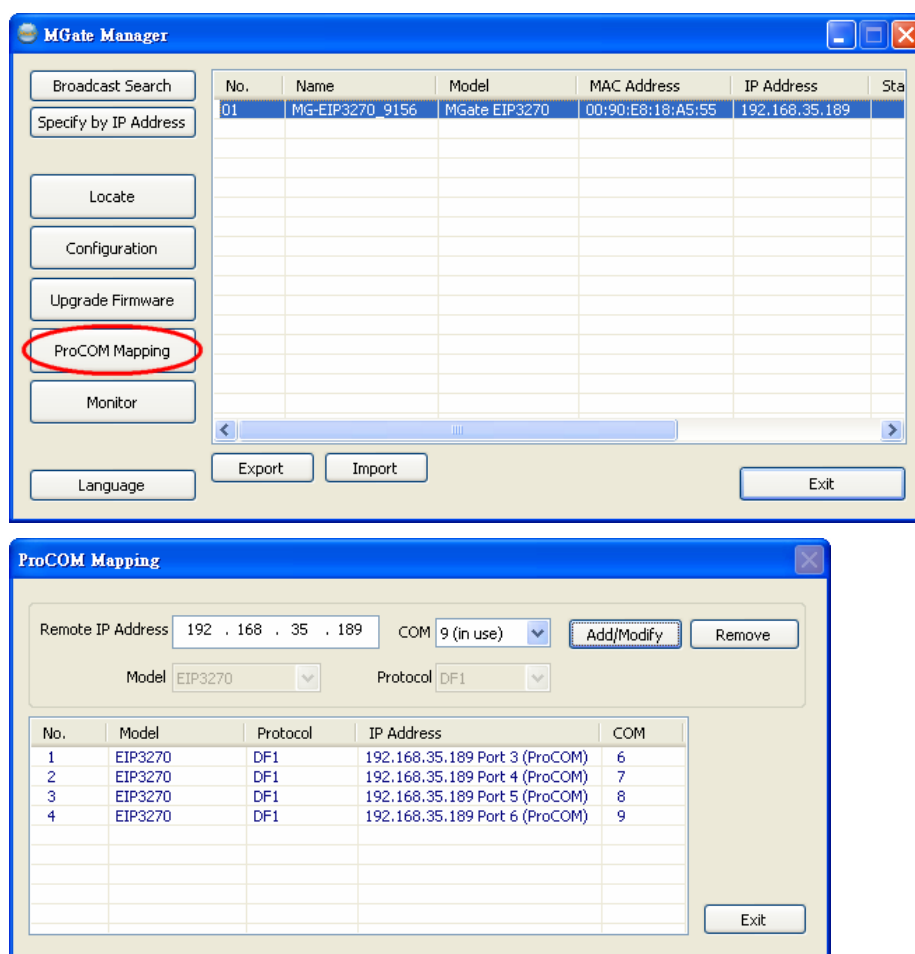 MGate Manager
Broadcast Search
Specify by IP Address
Locate
Configuration
Upgrade Firmware
ProCOM Mapping
Monitor
Language
No. Name Model MAC Address IP Address Sta
01 MG-EIP3270_9156 MGate EIP3270 00:90:E8:18:A5:55 192.168.35.189
Export Import
Exit
ProCOM Mapping
Remote IP Address 192 . 168 . 35 . 189 COM 9 (in use) Add/Modify Remove
Model EIP3270 Protocol DF1
No. Model Protocol IP Address COM
1 EIP3270 DF1 192.168.35.189 Port 3 (ProCOM) 6
2 EIP3270 DF1 192.168.35.189 Port 4 (ProCOM) 7
3 EIP3270 DF1 192.168.35.189 Port 5 (ProCOM) 8
4 EIP3270 DF1 192.168.35.189 Port 6 (ProCOM) 9
Exit